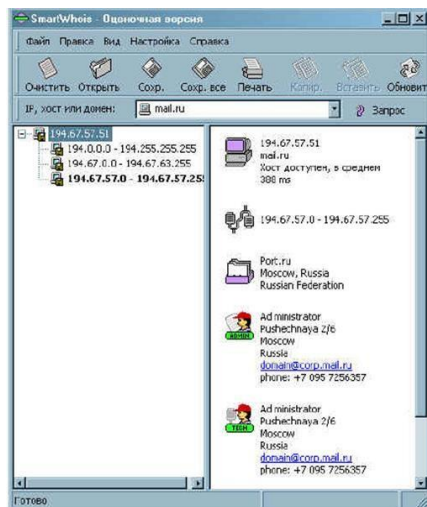 SmartWhois - Оценочная версия
Файл Правка Вид Настройка Справка
Очистить Открыть Сохр. Сохр. все Печать Копир. Вставить Обновит
IP, хост или домен: mail.ru Запрос
194.67.57.51
194.0.0.0 - 194.255.255.255
194.67.0.0 - 194.67.63.255
194.67.57.0 - 194.67.57.25
194.67.57.51
mail.ru
Хост доступен, в среднем
388 ms
194.67.57.0 - 194.67.57.255
Port.ru
Moscow, Russia
Russian Federation
Administrator
Pushechnaya 2/6
Moscow
Russia
domain@corp.mail.ru
phone: +7 095 7256357
ADMIN
Administrator
Pushechnaya 2/6
Moscow
Russia
domain@corp.mail.ru
phone: +7 095 7256357
TECH
Готово